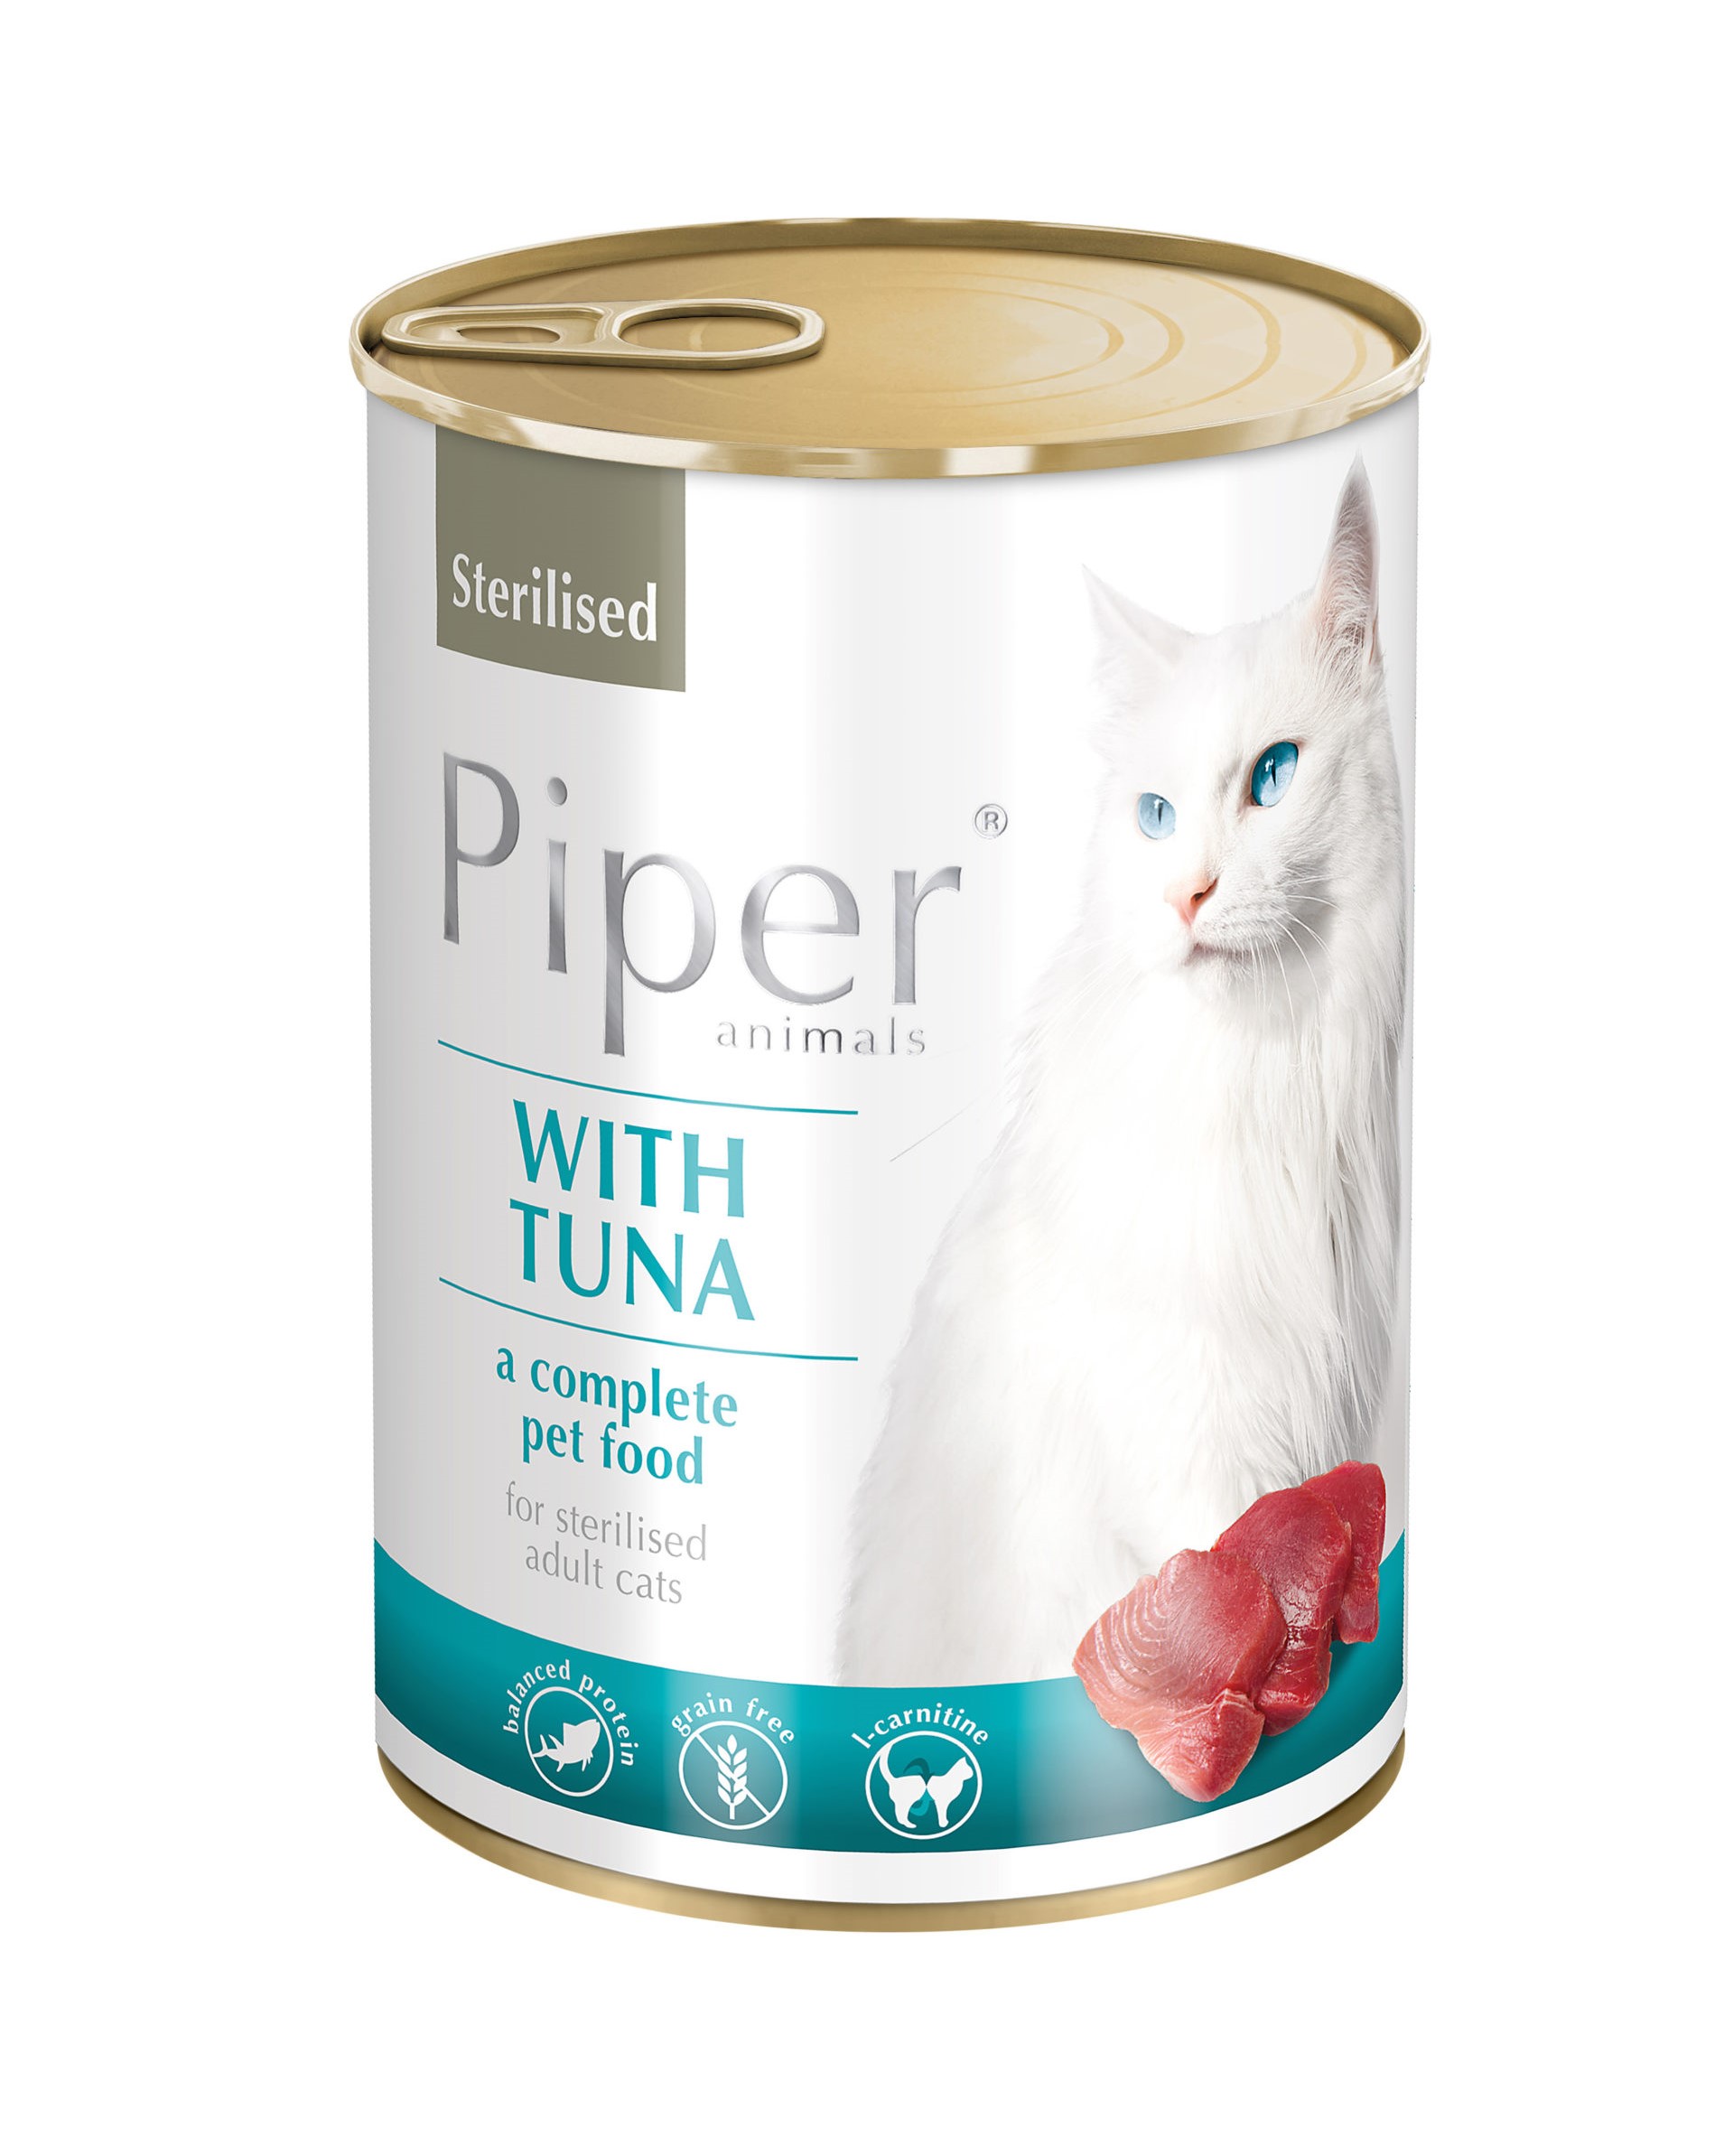 Sterilised
Piper®
animals
WITH
TUNA
a complete
pet food
for sterilised
adult cats
balanced protein
grain free
l-carnitine